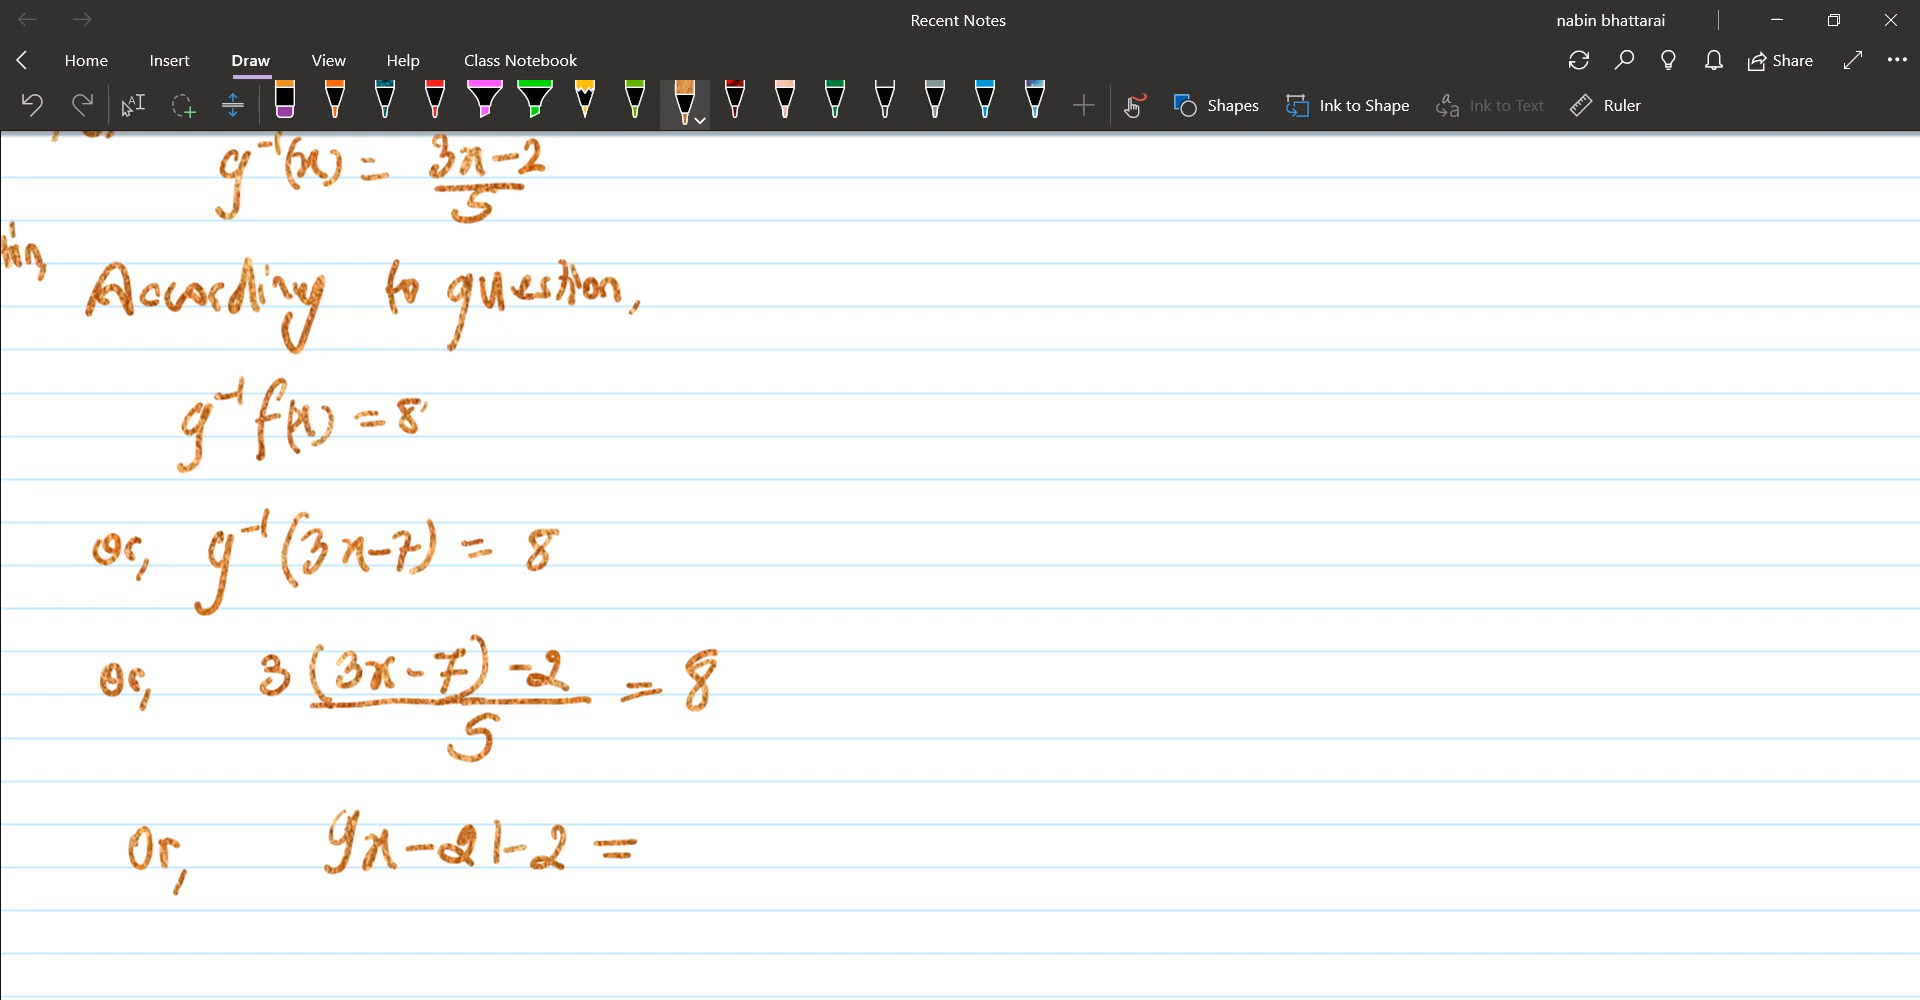 Recent Notes
nabin bhattarai
Home Insert Draw View Help Class Notebook
Share
Shapes Ink to Shape Ink to Text Ruler
g⁻¹(x) = 3x-2
5
According to question,
g⁻¹ f(x) = 8
or, g⁻¹ (3x-7) = 8
or, 3 (3x-7) -2 = 8
5
Or, 9x-21-2 =